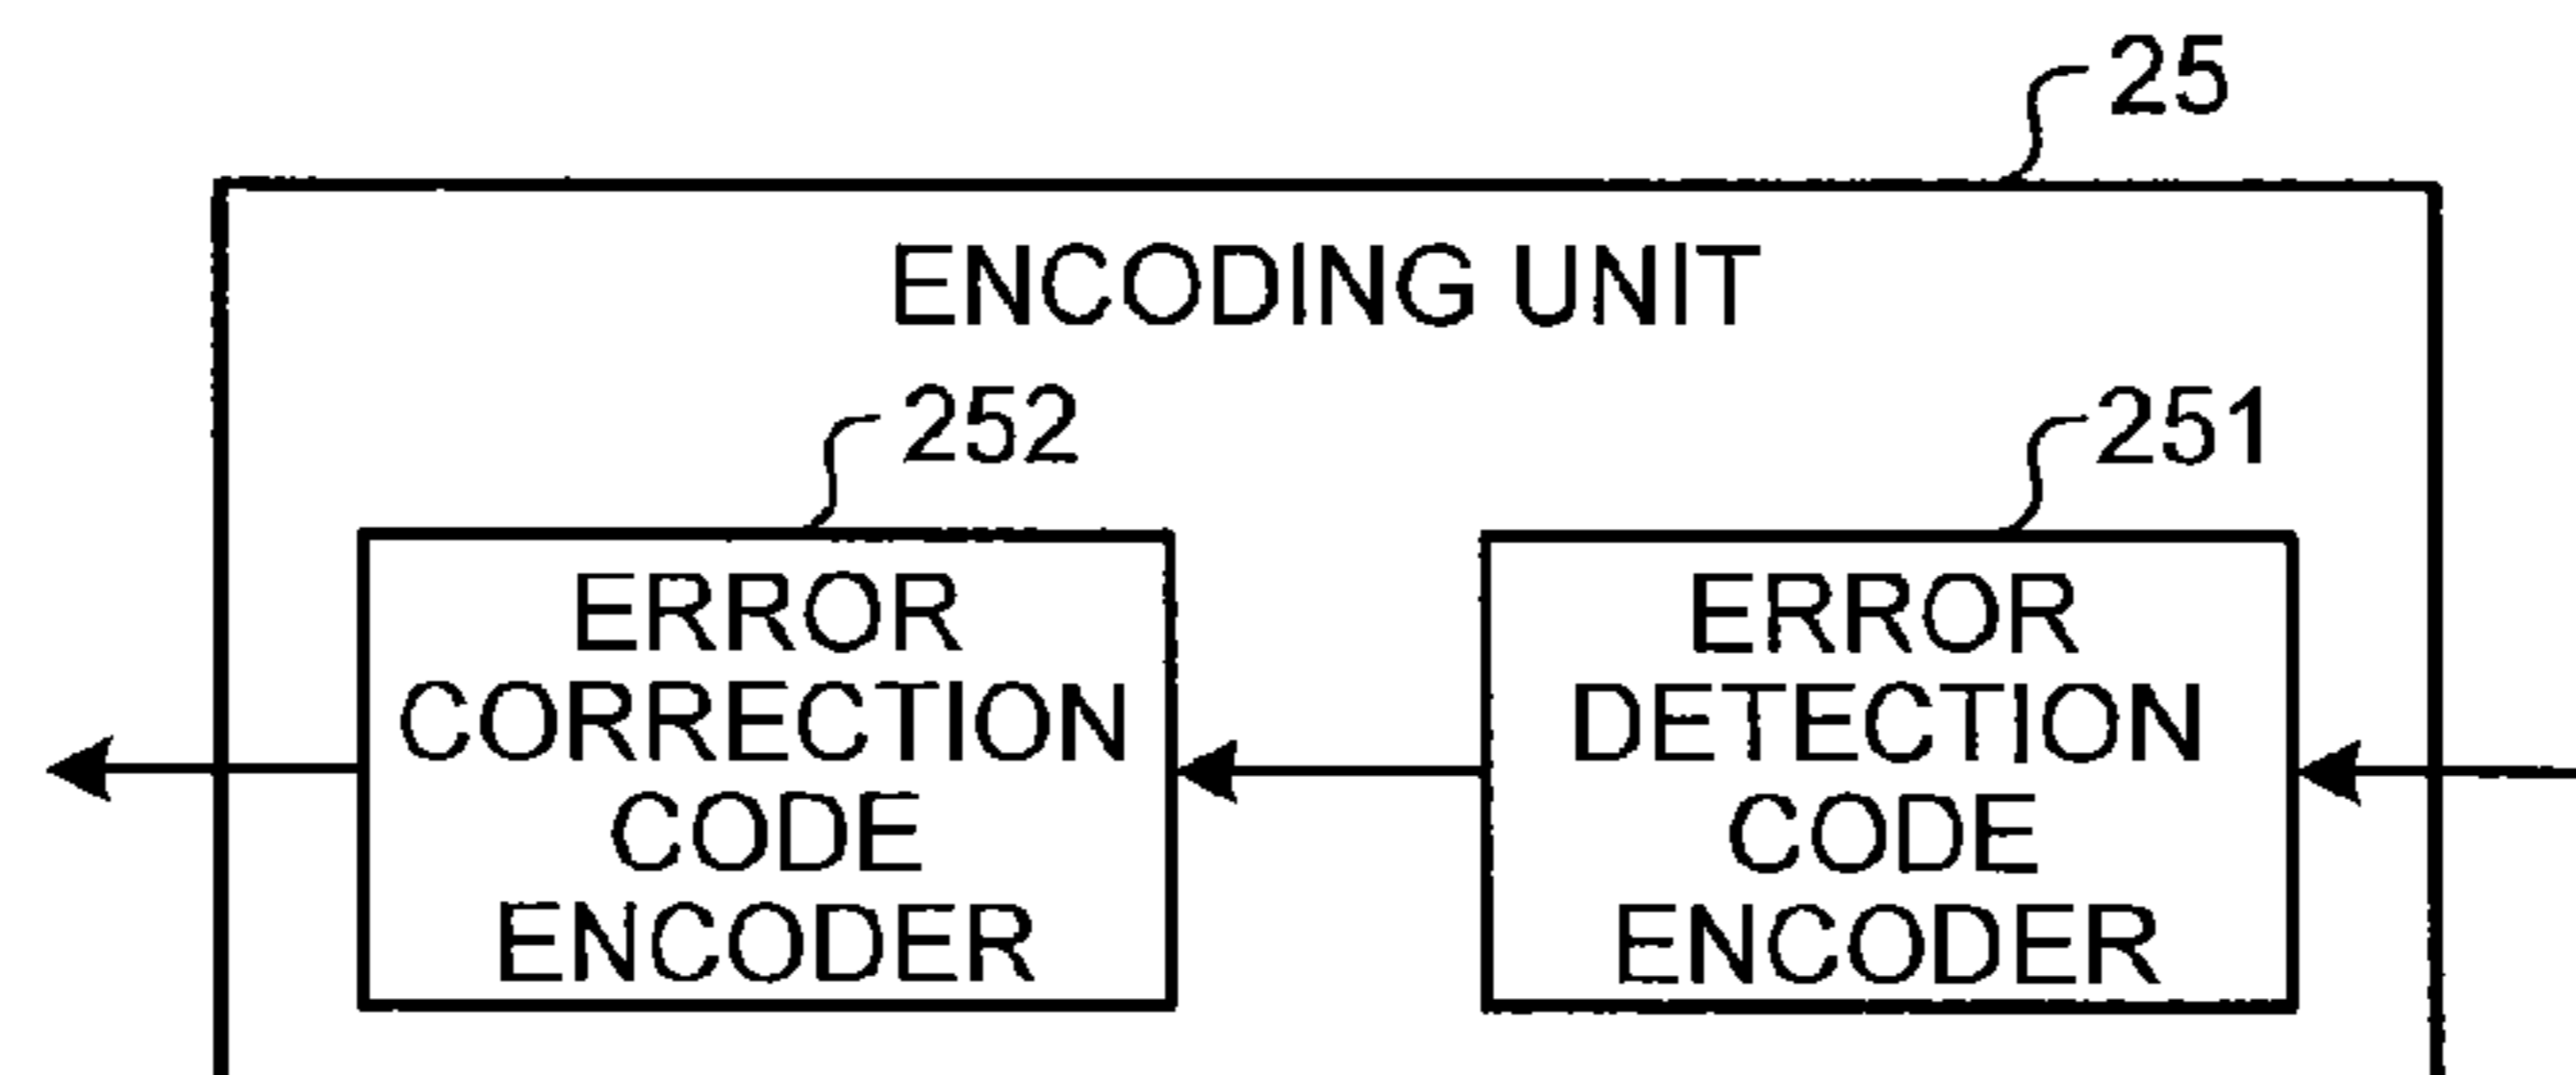 25
ENCODING UNIT
252
251
ERROR
CORRECTION
CODE
ENCODER
ERROR
DETECTION
CODE
ENCODER